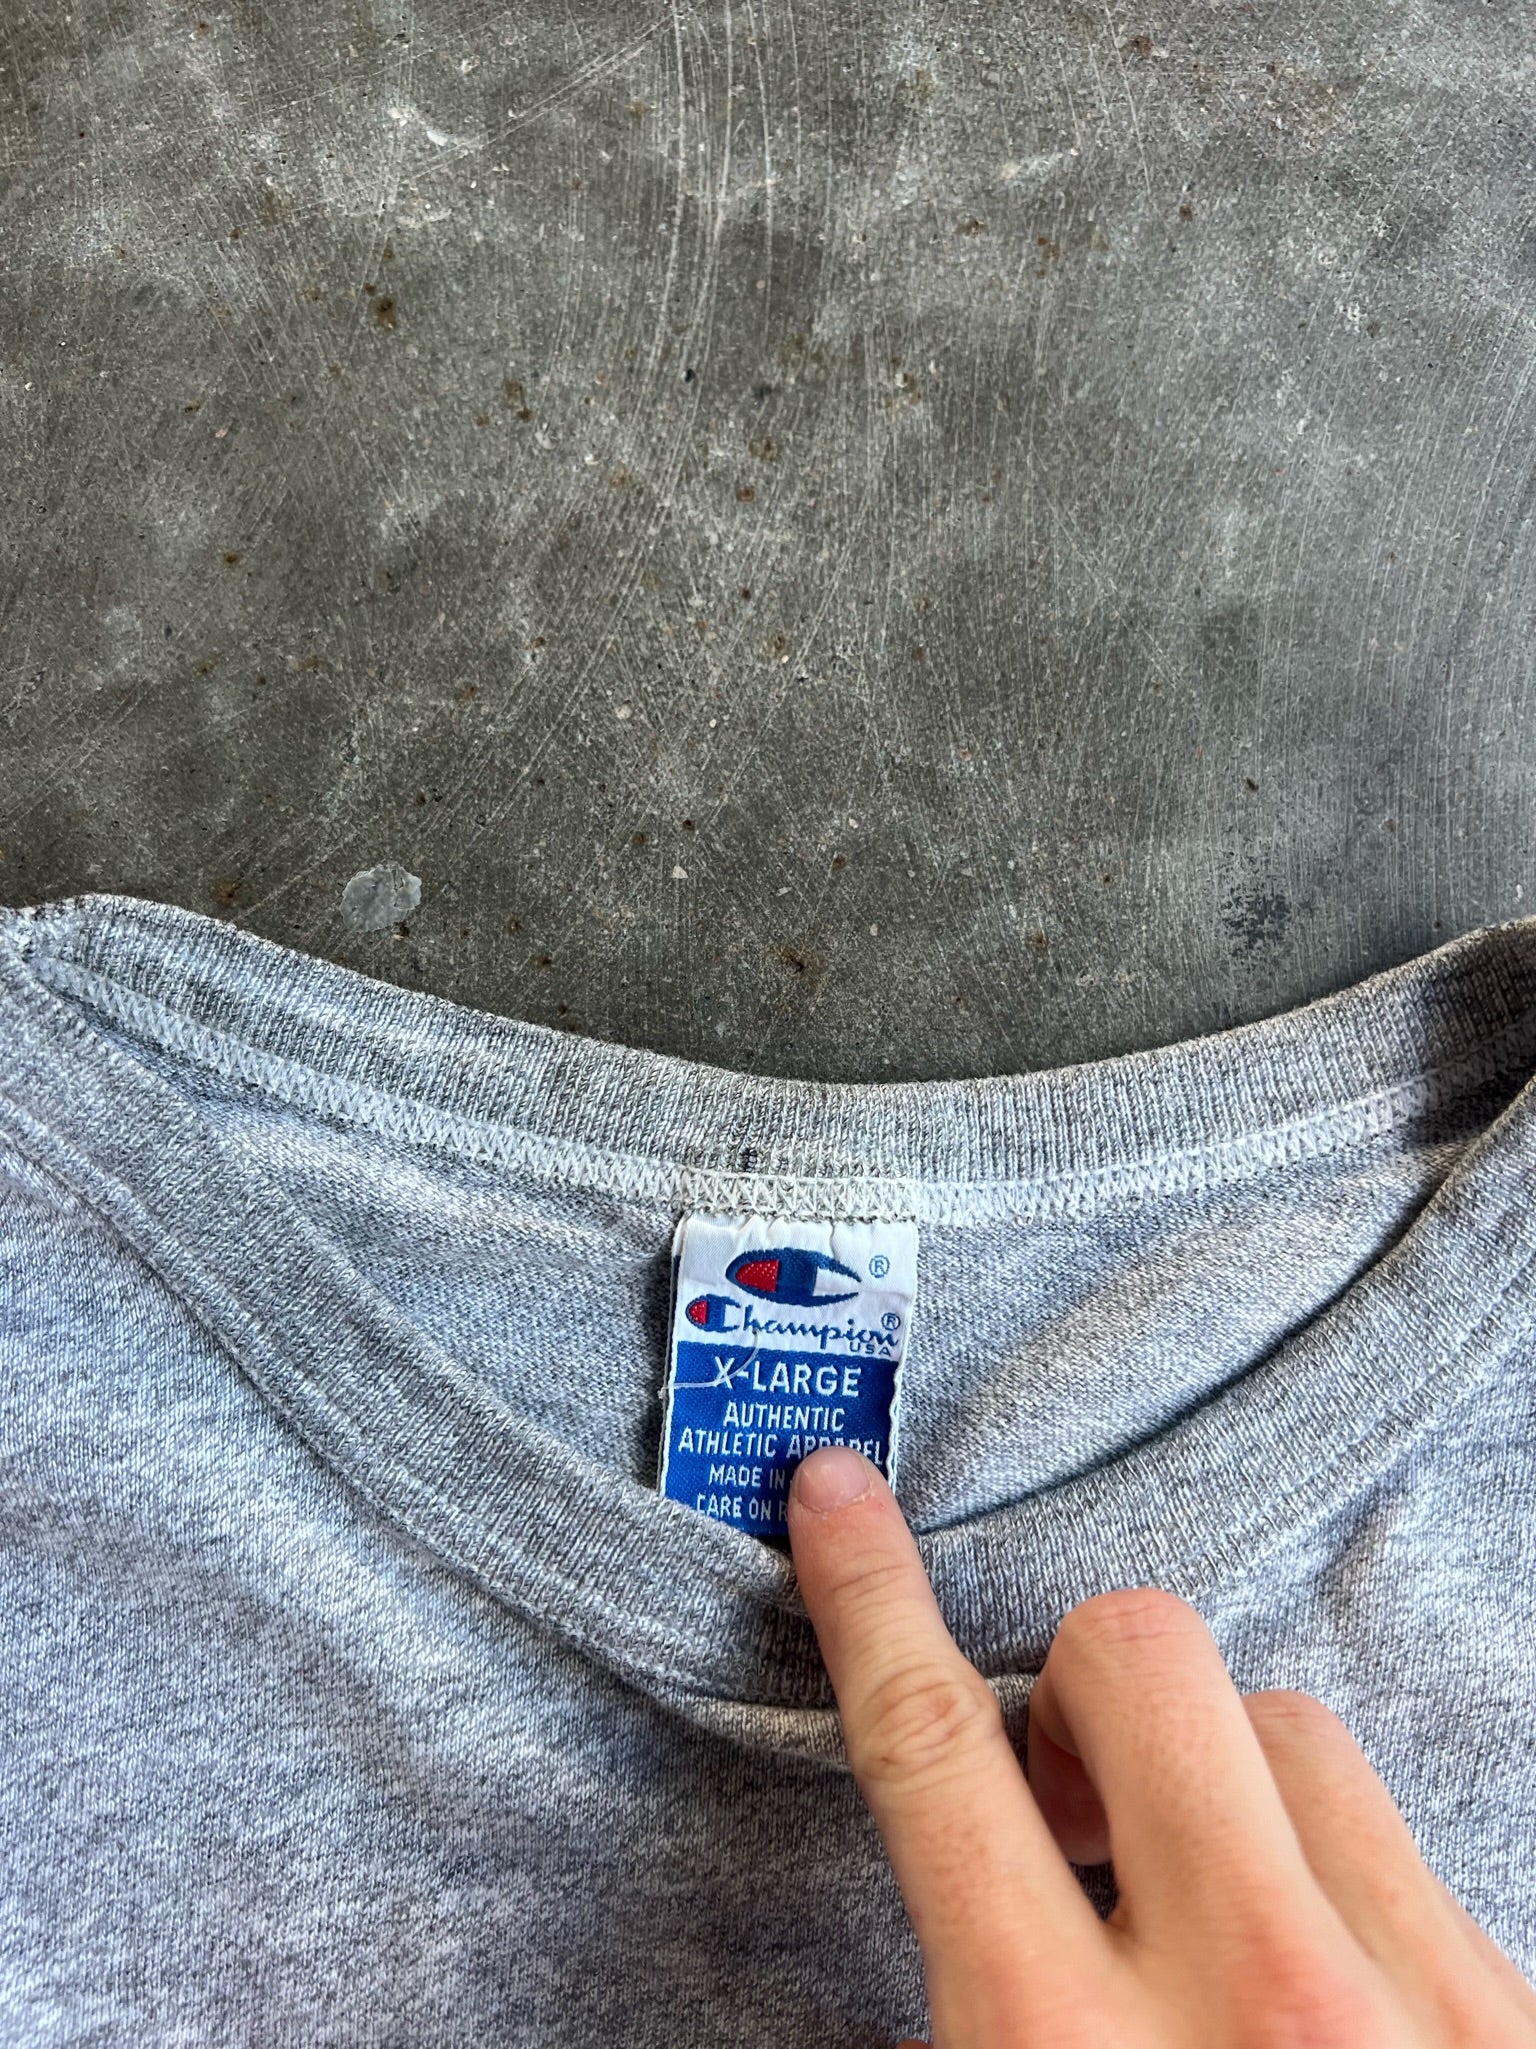 ®
Champion®
USA
X-LARGE
AUTHENTIC
ATHLETIC APPAREL
MADE IN
CARE ON